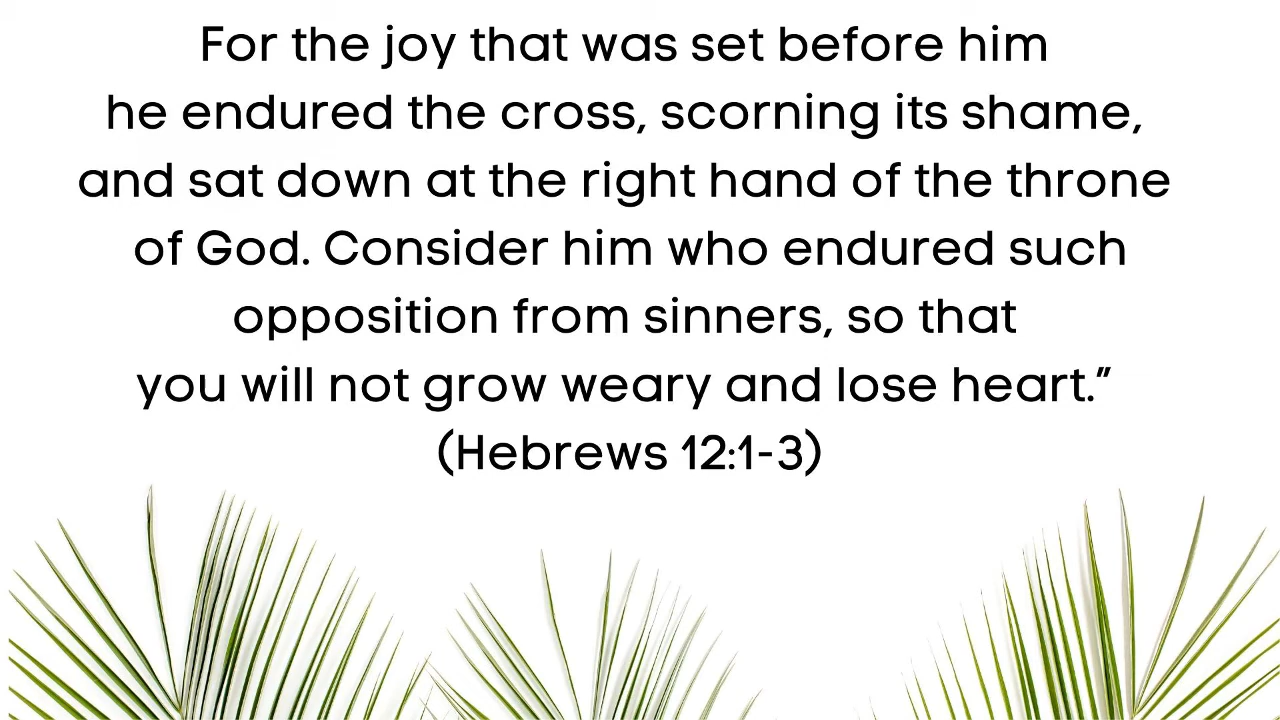 For the joy that was set before him
he endured the cross, scorning its shame,
and sat down at the right hand of the throne
of God. Consider him who endured such
opposition from sinners, so that
you will not grow weary and lose heart.”
(Hebrews 12:1-3)